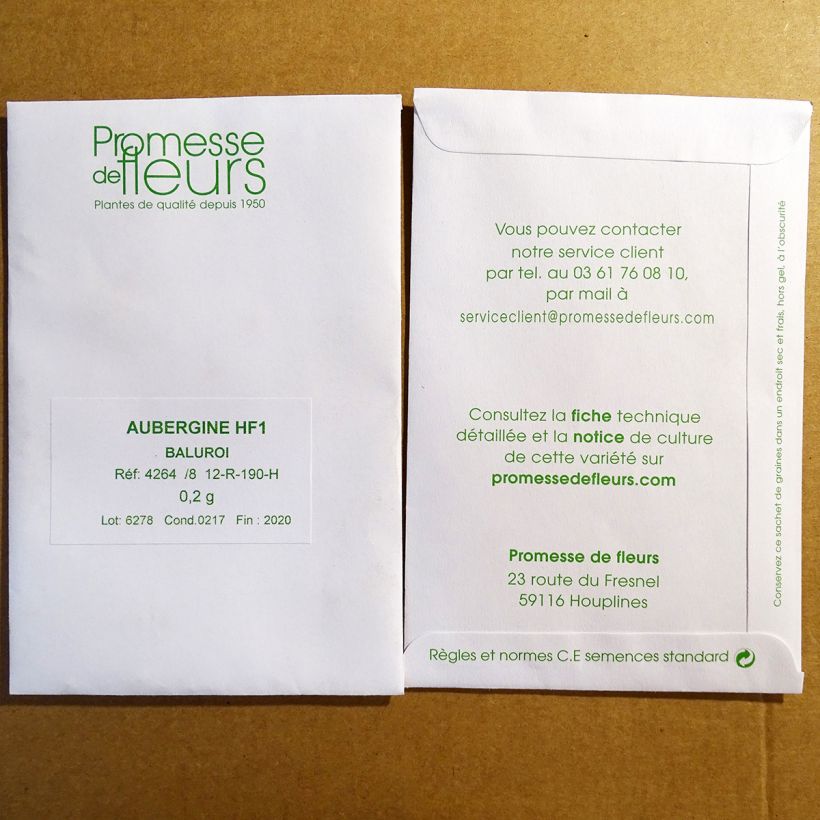 Promesse
de fleurs
Plantes de qualité depuis 1950
AUBERGINE HF1
BALUROI
Réf: 4264 /8 12-R-190-H
0,2 g
Lot: 6278 Cond.0217 Fin : 2020
Vous pouvez contacter
notre service client
par tel. au 03 61 76 08 10,
par mail à
serviceclient@promessedefleurs.com
Consultez la fiche technique
détaillée et la notice de culture
de cette variété sur
promessedefleurs.com
Promesse de fleurs
23 route du Fresnel
59116 Houplines
Règles et normes C.E semences standard
Conservez ce sachet de graines dans un endroit sec et frais, hors gel, à l'obscurité